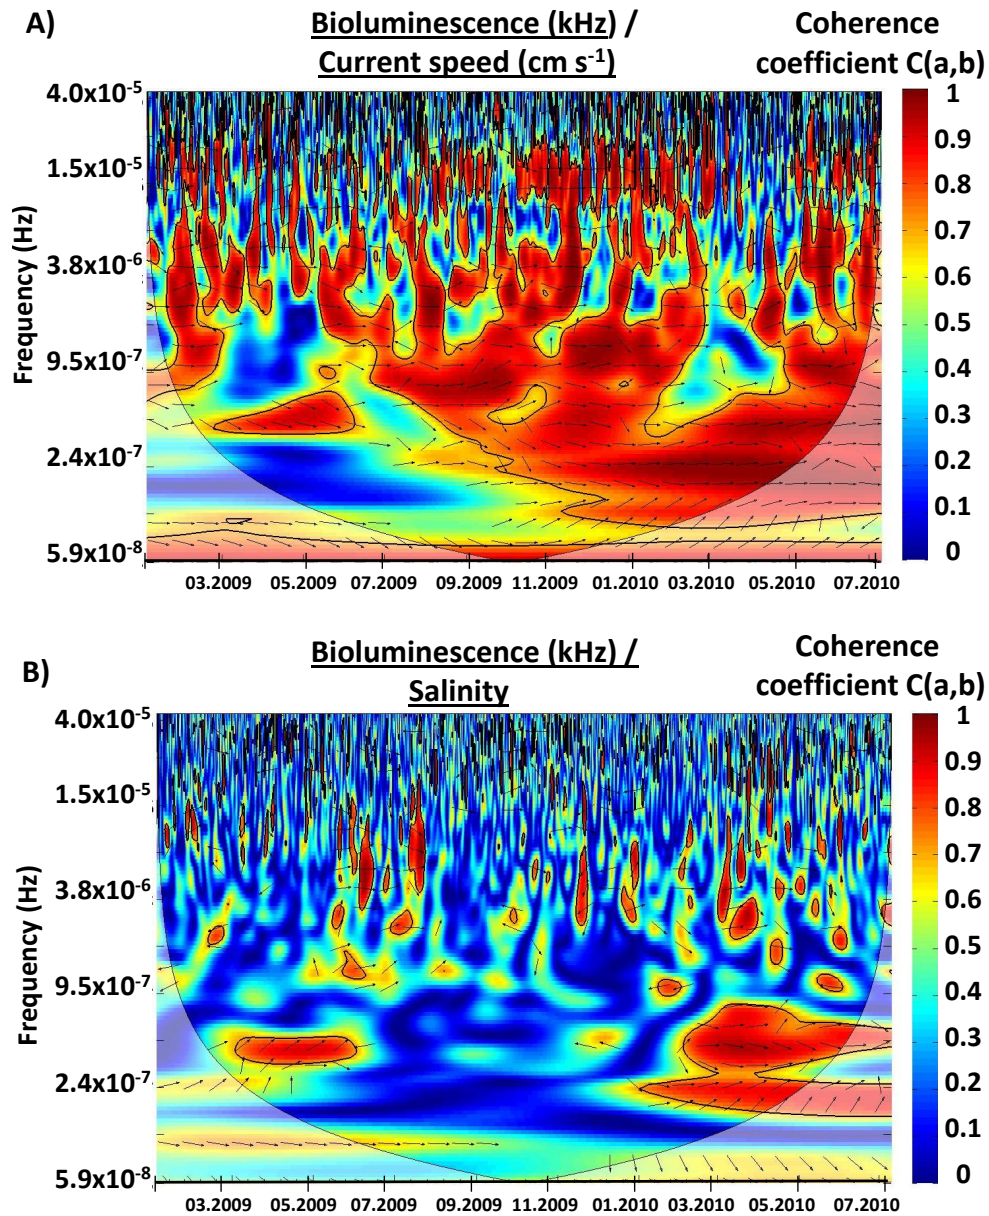 A)
Bioluminescence (kHz) /
Current speed (cm s⁻¹)
Coherence
coefficient C(a,b)
Frequency (Hz)
4.0x10⁻⁵
1.5x10⁻⁵
3.8x10⁻⁶
9.5x10⁻⁷
2.4x10⁻⁷
5.9x10⁻⁸
03.2009 05.2009 07.2009 09.2009 11.2009 01.2010 03.2010 05.2010 07.2010
1
0.9
0.8
0.7
0.6
0.5
0.4
0.3
0.2
0.1
0
B)
Bioluminescence (kHz) /
Salinity
Coherence
coefficient C(a,b)
Frequency (Hz)
4.0x10⁻⁵
1.5x10⁻⁵
3.8x10⁻⁶
9.5x10⁻⁷
2.4x10⁻⁷
5.9x10⁻⁸
03.2009 05.2009 07.2009 09.2009 11.2009 01.2010 03.2010 05.2010 07.2010
1
0.9
0.8
0.7
0.6
0.5
0.4
0.3
0.2
0.1
0